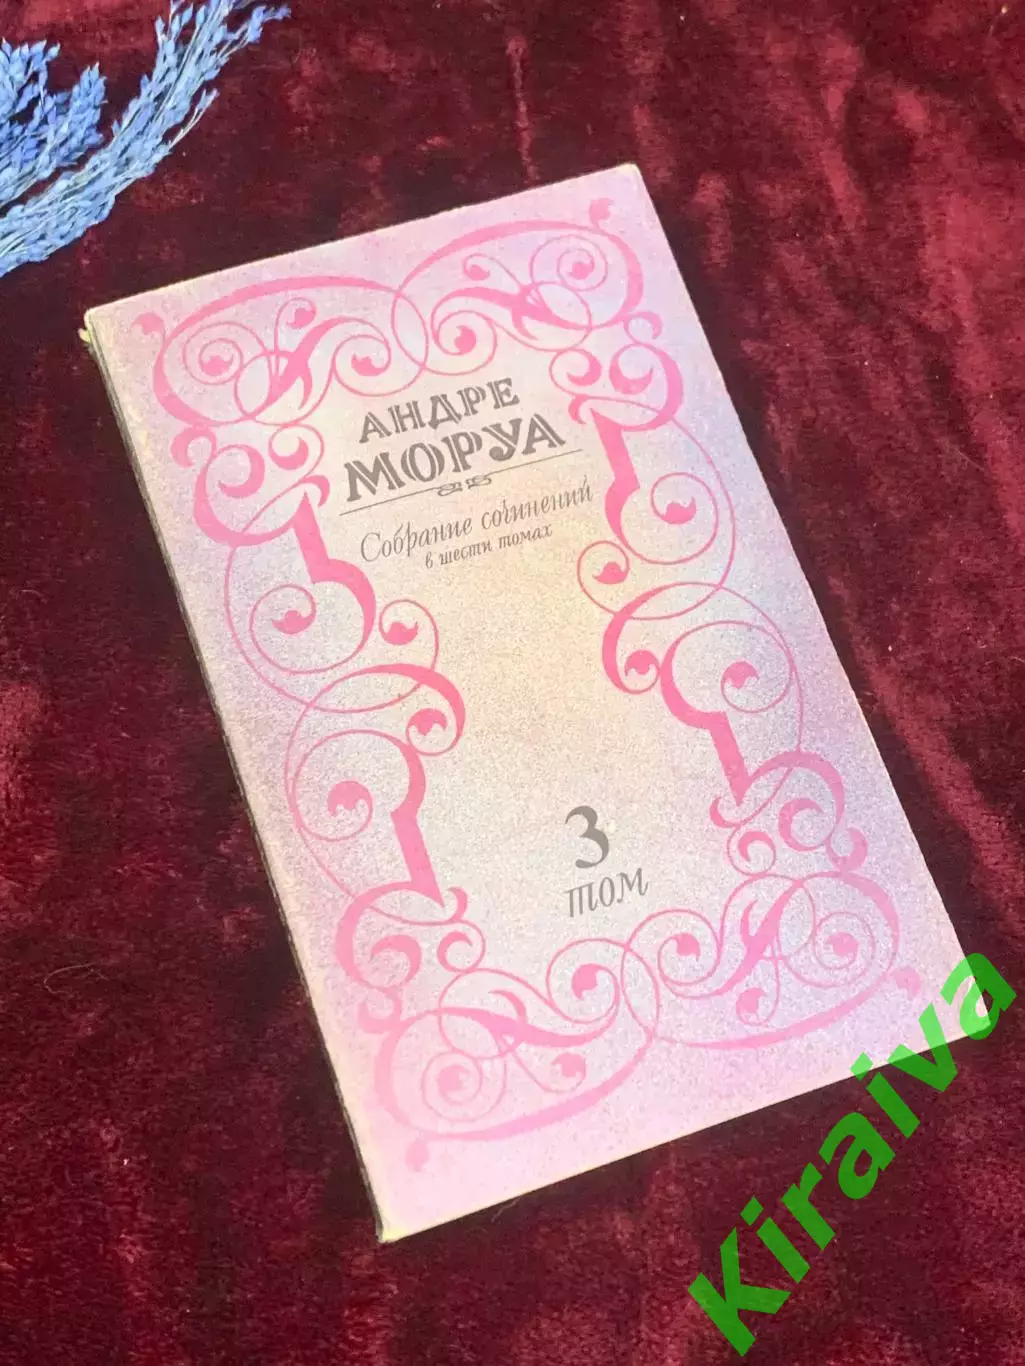 АНДРЕ
МОРУА
Собрание сочинений
в шести томах
3
том
Kiraiva